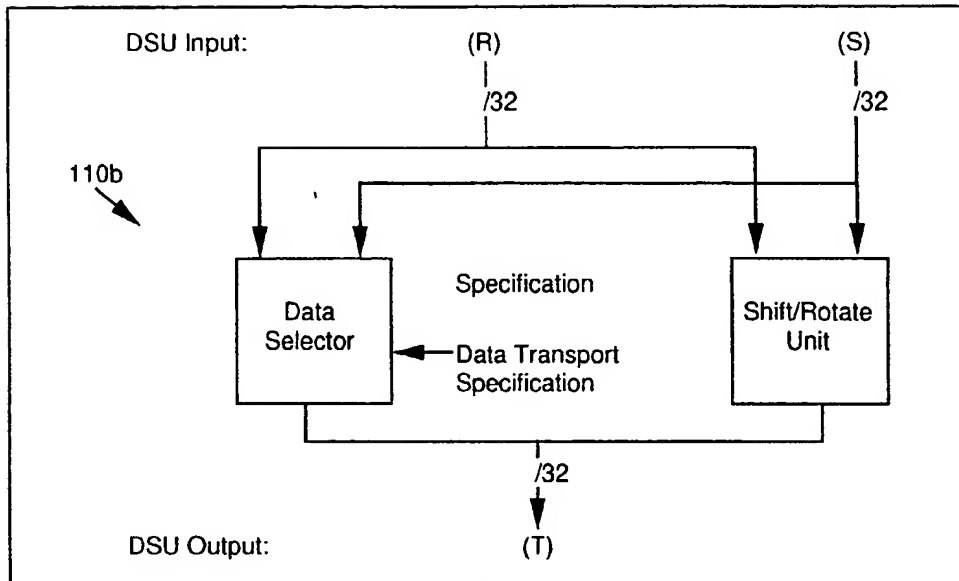 DSU Input:
(R)
(S)
/32
/32
110b
Data
Selector
Specification
Data Transport
Specification
Shift/Rotate
Unit
/32
DSU Output:
(T)